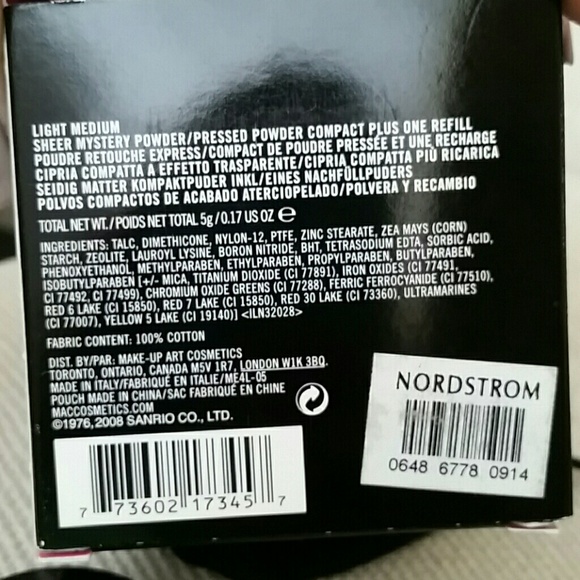 LIGHT MEDIUM
SHEER MYSTERY POWDER/PRESSED POWDER COMPACT PLUS ONE REFILL
POUDRE RETOUCHE EXPRESS/COMPACT DE POUDRE PRESSÉE ET UNE RECHARGE
CIPRIA COMPATTA A EFFETTO TRASPARENTE/CIPRIA COMPATTA PIÙ RICARICA
SEIDIG MATTER KOMPAKTPUDER INKL/EINES NACHFÜLLPUDERS
POLVOS COMPACTOS DE ACABADO ATERCIOPELADO/POLVERA Y RECAMBIO
TOTAL NET WT./POIDS NET TOTAL 5g/0.17 US OZ ℮
INGREDIENTS: TALC, DIMETHICONE, NYLON-12, PTFE, ZINC STEARATE, ZEA MAYS (CORN)
STARCH, ZEOLITE, LAUROYL LYSINE, BORON NITRIDE, BHT, TETRASODIUM EDTA, SORBIC ACID,
PHENOXYETHANOL, METHYLPARABEN, ETHYLPARABEN, PROPYLPARABEN, BUTYLPARABEN,
ISOBUTYLPARABEN [+/- MICA, TITANIUM DIOXIDE (CI 77891), IRON OXIDES (CI 77491,
CI 77492, CI 77499), CHROMIUM OXIDE GREENS (CI 77288), FERRIC FERROCYANIDE (CI 77510),
RED 6 LAKE (CI 15850), RED 7 LAKE (CI 15850), RED 30 LAKE (CI 73360), ULTRAMARINES
(CI 77007), YELLOW 5 LAKE (CI 19140)] <ILN32028>
FABRIC CONTENT: 100% COTTON
DIST. BY/PAR: MAKE-UP ART COSMETICS
TORONTO, ONTARIO, CANADA M5V 1R7, LONDON W1K 3BQ.
MADE IN ITALY/FABRIQUÉ EN ITALIE/ME4L-05
POUCH MADE IN CHINA/SAC FABRIQUÉ EN CHINE
MACCOSMETICS.COM
©1976, 2008 SANRIO CO., LTD.
7 73602 17345 7
NORDSTROM
0648 6778 0914